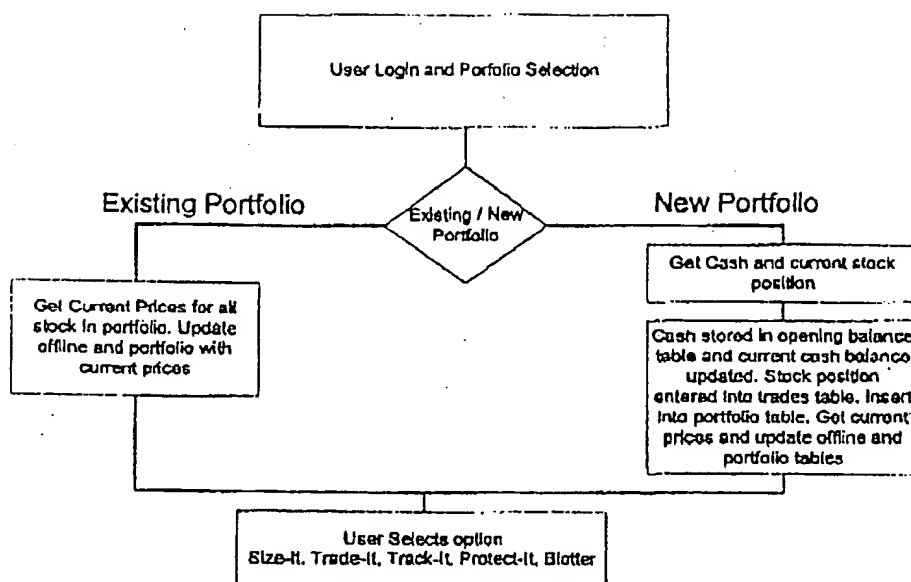 User Login and Porfolio Selection
Existing Portfolio
Existing / New
Portfolio
New Portfolio
Get Current Prices for all
stock in portfolio. Update
offline and portfolio with
current prices
Get Cash and current stock
position
Cash stored in opening balance
table and current cash balance
updated. Stock position
entered into trades table. Insert
into portfolio table. Get current
prices and update offline and
portfolio tables
User Selects option
Size-It, Trade-It, Track-It, Protect-It, Blotter